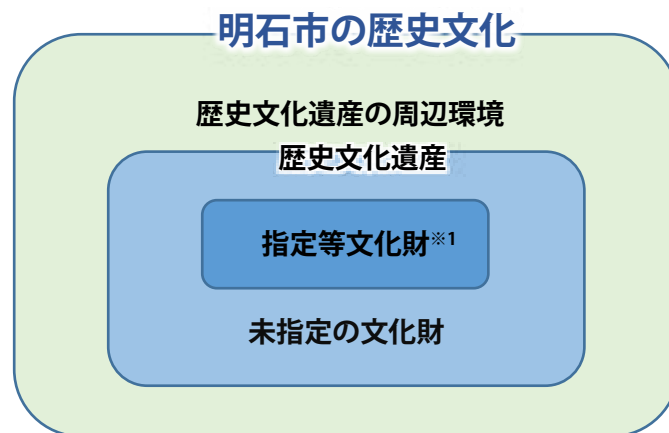 明石市の歴史文化
歴史文化遺産の周辺環境
歴史文化遺産
指定等文化財※1
未指定の文化財